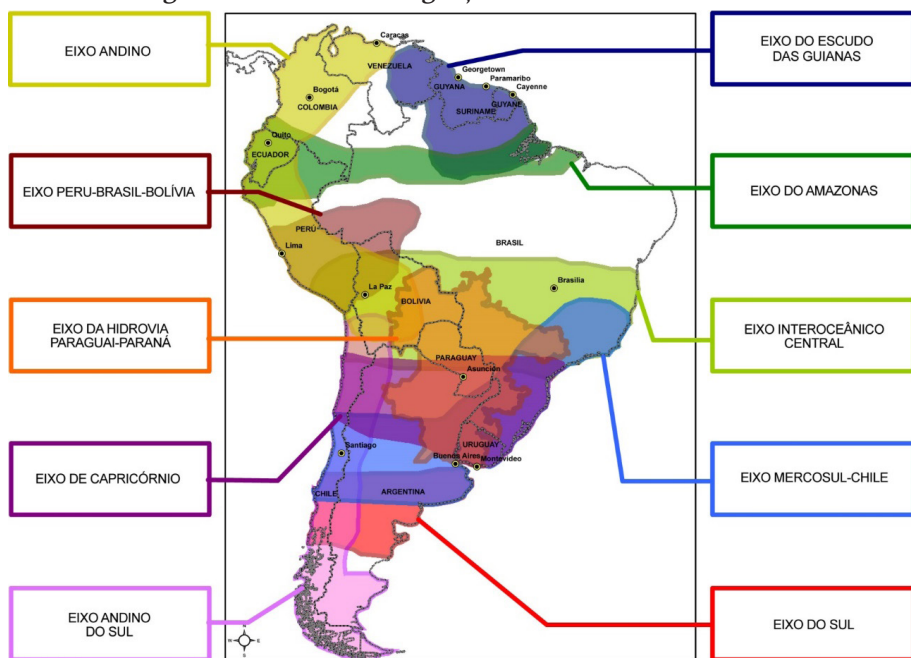 EIXO ANDINO
EIXO PERU-BRASIL-BOLÍVIA
EIXO DA HIDROVIA
PARAGUAI-PARANÁ
EIXO DE CAPRICÓRNIO
EIXO ANDINO
DO SUL
Caracas
VENEZUELA
Georgetown
Paramaribo
GUYANA
Cayenne
GUYANE
SURINAME
Bogotá
COLOMBIA
Quito
ECUADOR
PERÚ
Lima
BRASIL
La Paz
Brasilia
BOLIVIA
PARAGUAY
Asunción
URUGUAY
Santiago
Buenos Aires
Montevideo
CHILE
ARGENTINA
N
W
E
S
EIXO DO ESCUDO
DAS GUIANAS
EIXO DO AMAZONAS
EIXO INTEROCEÂNICO
CENTRAL
EIXO MERCOSUL-CHILE
EIXO DO SUL